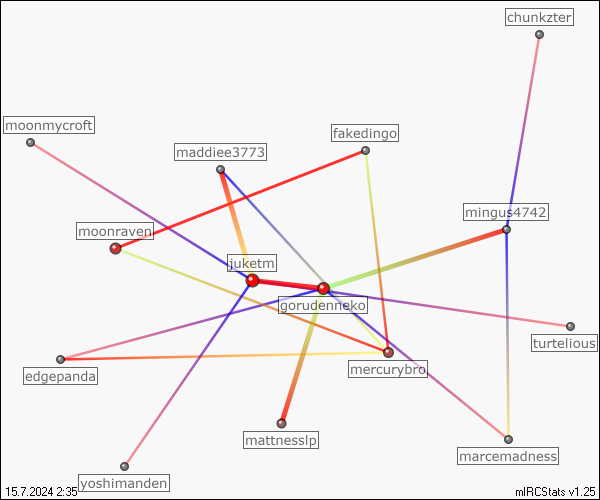 chunkzter
moonmycroft
fakedingo
maddiee3773
mingus4742
moonraven
juketm
gorudenneko
turtelious
mercurybro
edgepanda
mattnesslp
marcemadness
yoshimanden
15.7.2024 2:35
mIRCStats v1.25